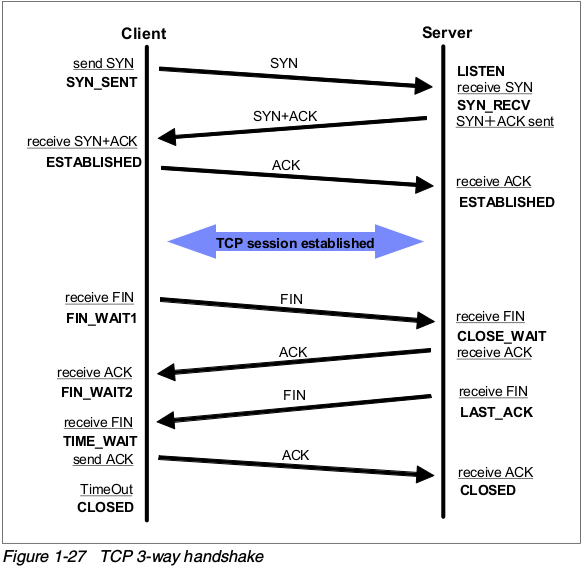 Client
Server
send SYN
SYN
SYN_SENT
LISTEN
receive SYN
SYN_RECV
SYN+ACK
SYN+ACK sent
receive SYN+ACK
ESTABLISHED
ACK
receive ACK
ESTABLISHED
TCP session established
receive FIN
FIN
FIN_WAIT1
receive FIN
CLOSE_WAIT
ACK
receive ACK
receive ACK
FIN_WAIT2
FIN
receive FIN
LAST_ACK
receive FIN
TIME_WAIT
send ACK
ACK
receive ACK
CLOSED
TimeOut
CLOSED
Figure 1-27 TCP 3-way handshake